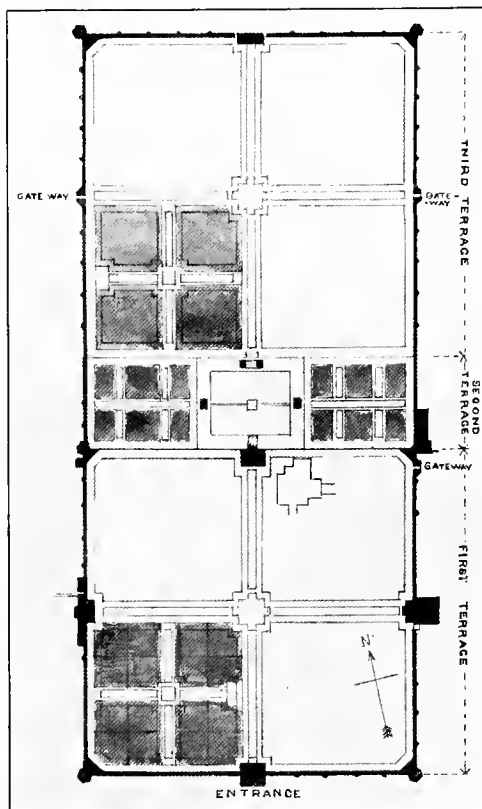 THIRD TERRACE
GATE WAY
GATE-
-WAY
SECOND
TERRACE
GATEWAY
FIRST TERRACE
N.
ENTRANCE